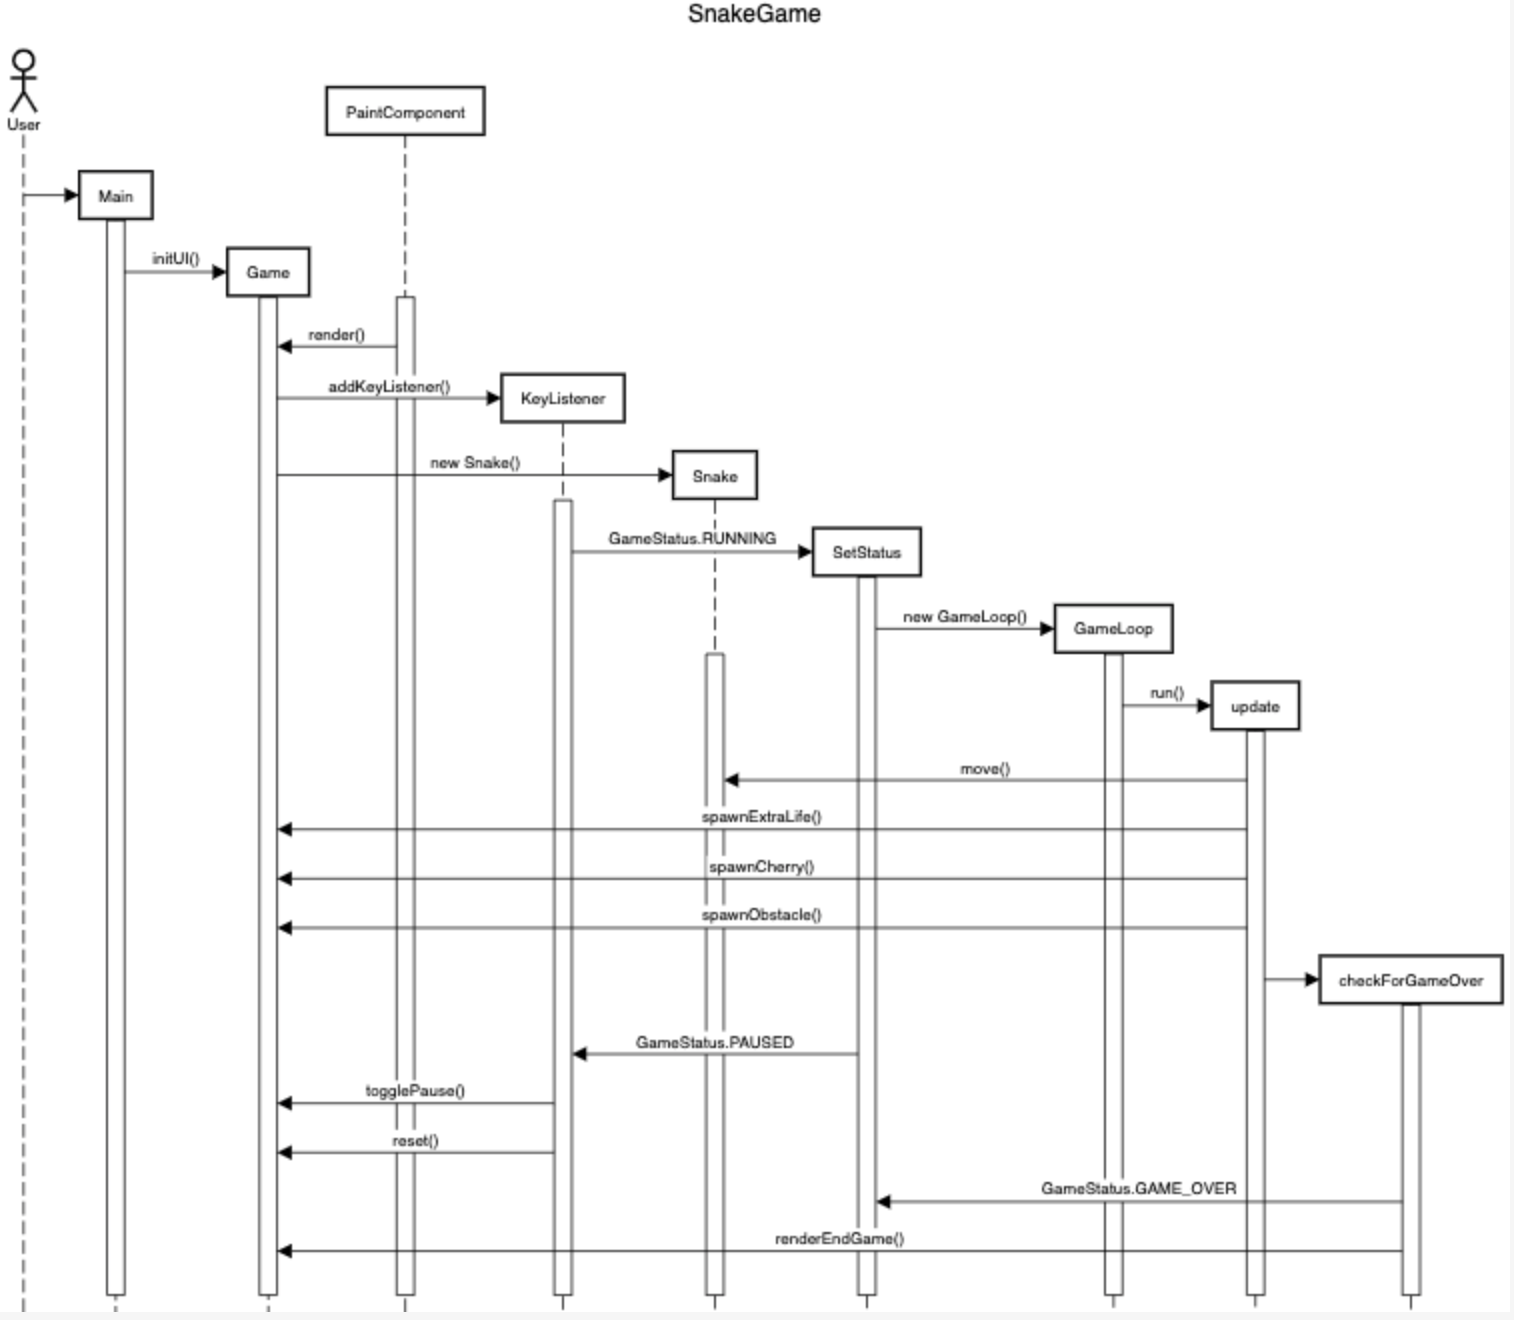 SnakeGame
User
PaintComponent
Main
initUI()
Game
render()
addKeyListener()
KeyListener
new Snake()
Snake
GameStatus.RUNNING
SetStatus
new GameLoop()
GameLoop
run()
update
move()
spawnExtraLife()
spawnCherry()
spawnObstacle()
checkForGameOver
GameStatus.PAUSED
togglePause()
reset()
GameStatus.GAME_OVER
renderEndGame()